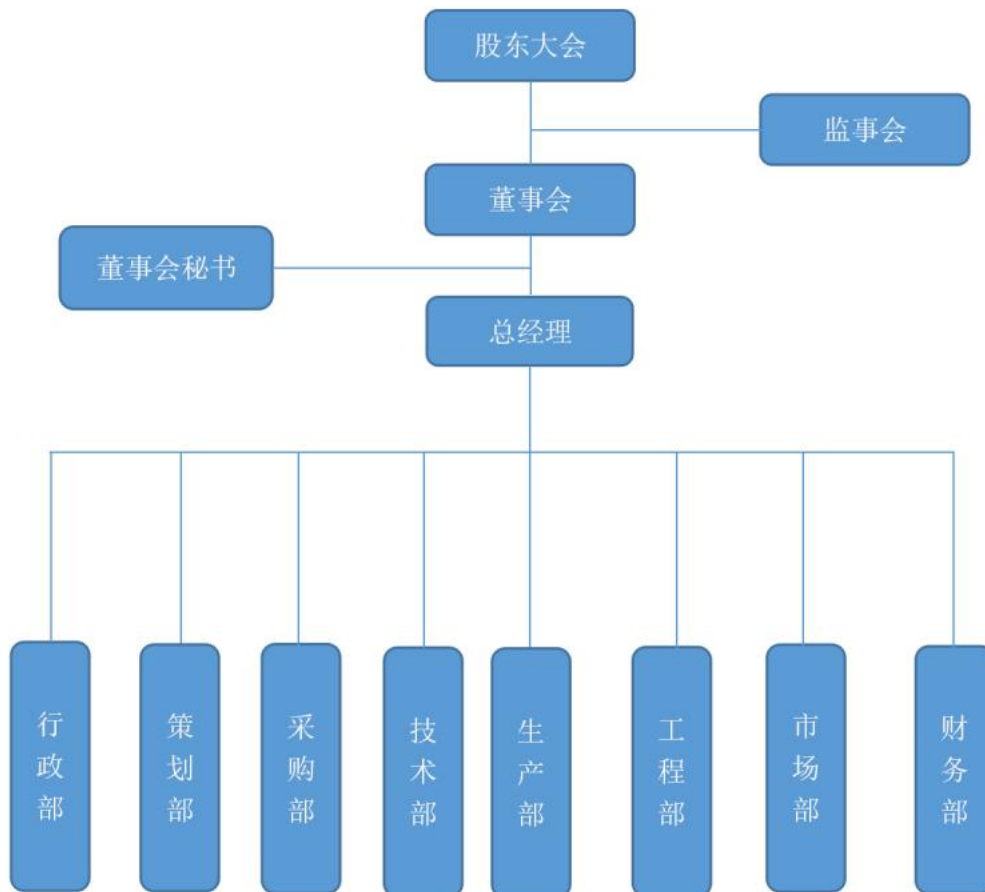 股东大会
监事会
董事会
董事会秘书
总经理
行政部
策划部
采购部
技术部
生产部
工程部
市场部
财务部